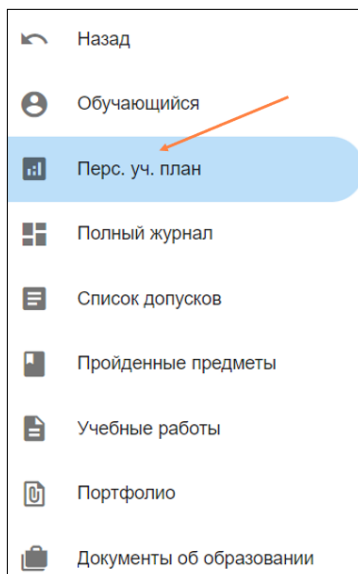 Назад
Обучающийся
Перс. уч. план
Полный журнал
Список допусков
Пройденные предметы
Учебные работы
Портфолио
Документы об образовании